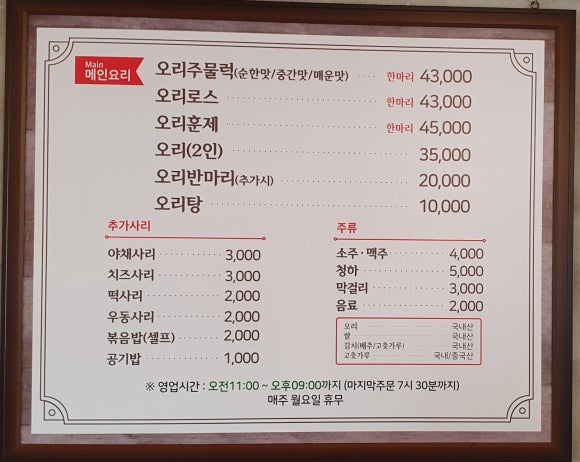 Main
메인요리
오리주물럭(순한맛/중간맛/매운맛) ···· 한마리 43,000
오리로스 ···· 한마리 43,000
오리훈제 ···· 한마리 45,000
오리(2인) ···· 35,000
오리반마리(추가시) ···· 20,000
오리탕 ···· 10,000
추가사리
야채사리 ···· 3,000
치즈사리 ···· 3,000
떡사리 ···· 2,000
우동사리 ···· 2,000
볶음밥(셀프) ···· 2,000
공기밥 ···· 1,000
주류
소주·맥주 ···· 4,000
청하 ···· 5,000
막걸리 ···· 3,000
음료 ···· 2,000
오리 ···· 국내산
쌀 ···· 국내산
김치(배추/고춧가루) ···· 국내산
고춧가루 ···· 국내/중국산
※ 영업시간 : 오전11:00 ~ 오후09:00까지 (마지막주문 7시 30분까지)
매주 월요일 휴무